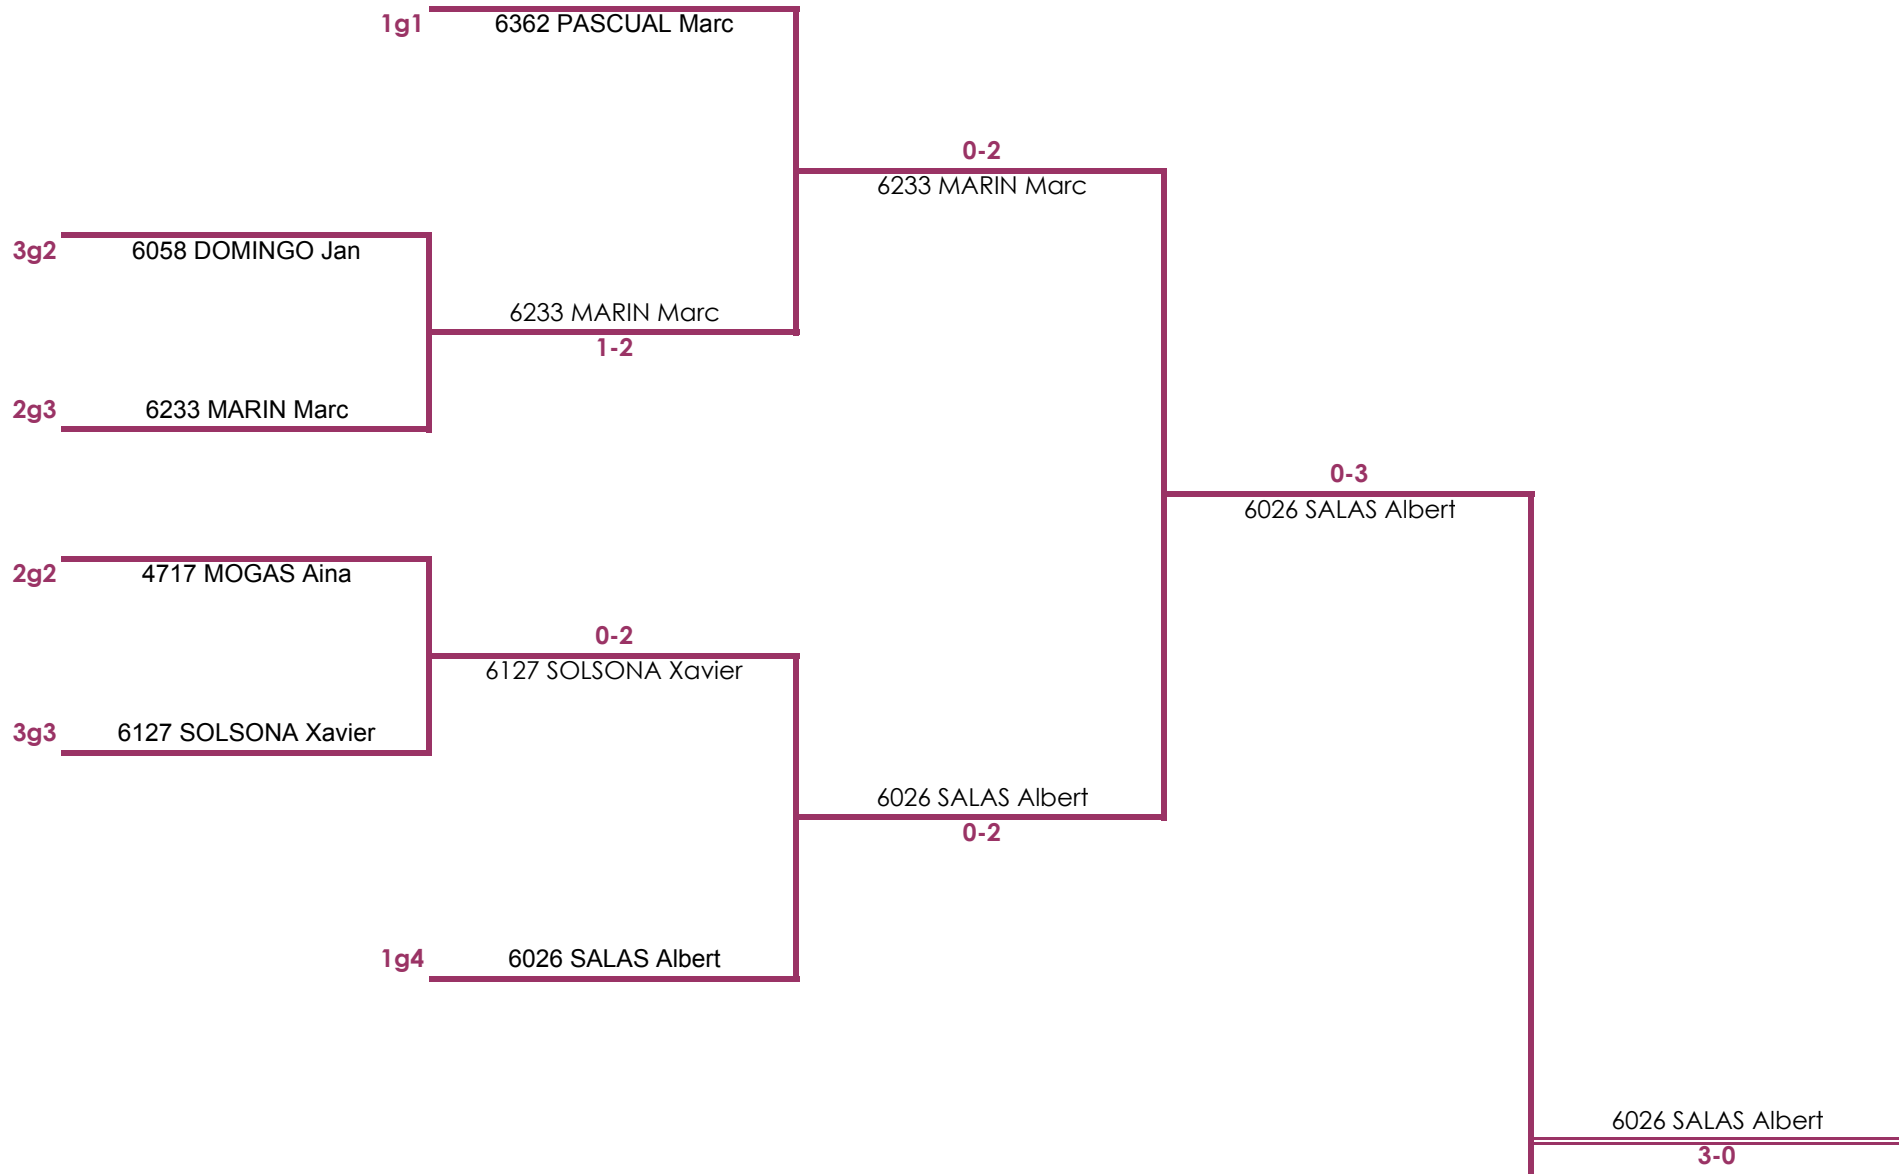 1g1
6362 PASCUAL Marc
0-2
6233 MARIN Marc
3g2
6058 DOMINGO Jan
6233 MARIN Marc
1-2
2g3
6233 MARIN Marc
0-3
6026 SALAS Albert
2g2
4717 MOGAS Aina
0-2
6127 SOLSONA Xavier
3g3
6127 SOLSONA Xavier
6026 SALAS Albert
0-2
1g4
6026 SALAS Albert
6026 SALAS Albert
3-0